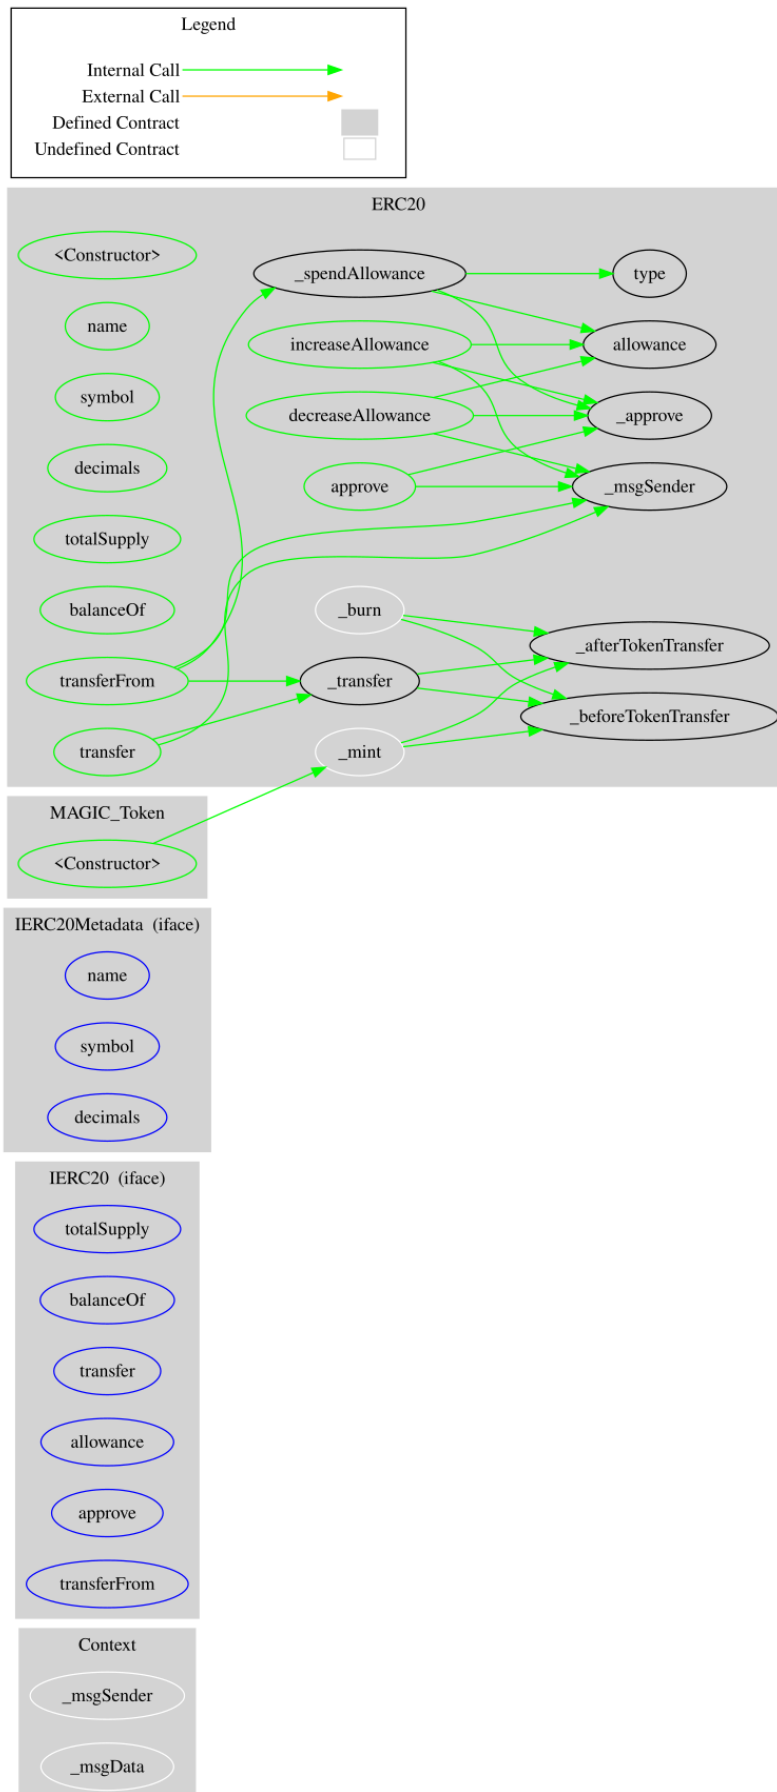 Legend
Internal Call
External Call
Defined Contract
Undefined Contract
ERC20
<Constructor>
name
symbol
decimals
totalSupply
balanceOf
transferFrom
transfer
_spendAllowance
increaseAllowance
decreaseAllowance
approve
_burn
_transfer
_mint
type
allowance
_approve
_msgSender
_afterTokenTransfer
_beforeTokenTransfer
MAGIC_Token
<Constructor>
IERC20Metadata (iface)
name
symbol
decimals
IERC20 (iface)
totalSupply
balanceOf
transfer
allowance
approve
transferFrom
Context
_msgSender
_msgData